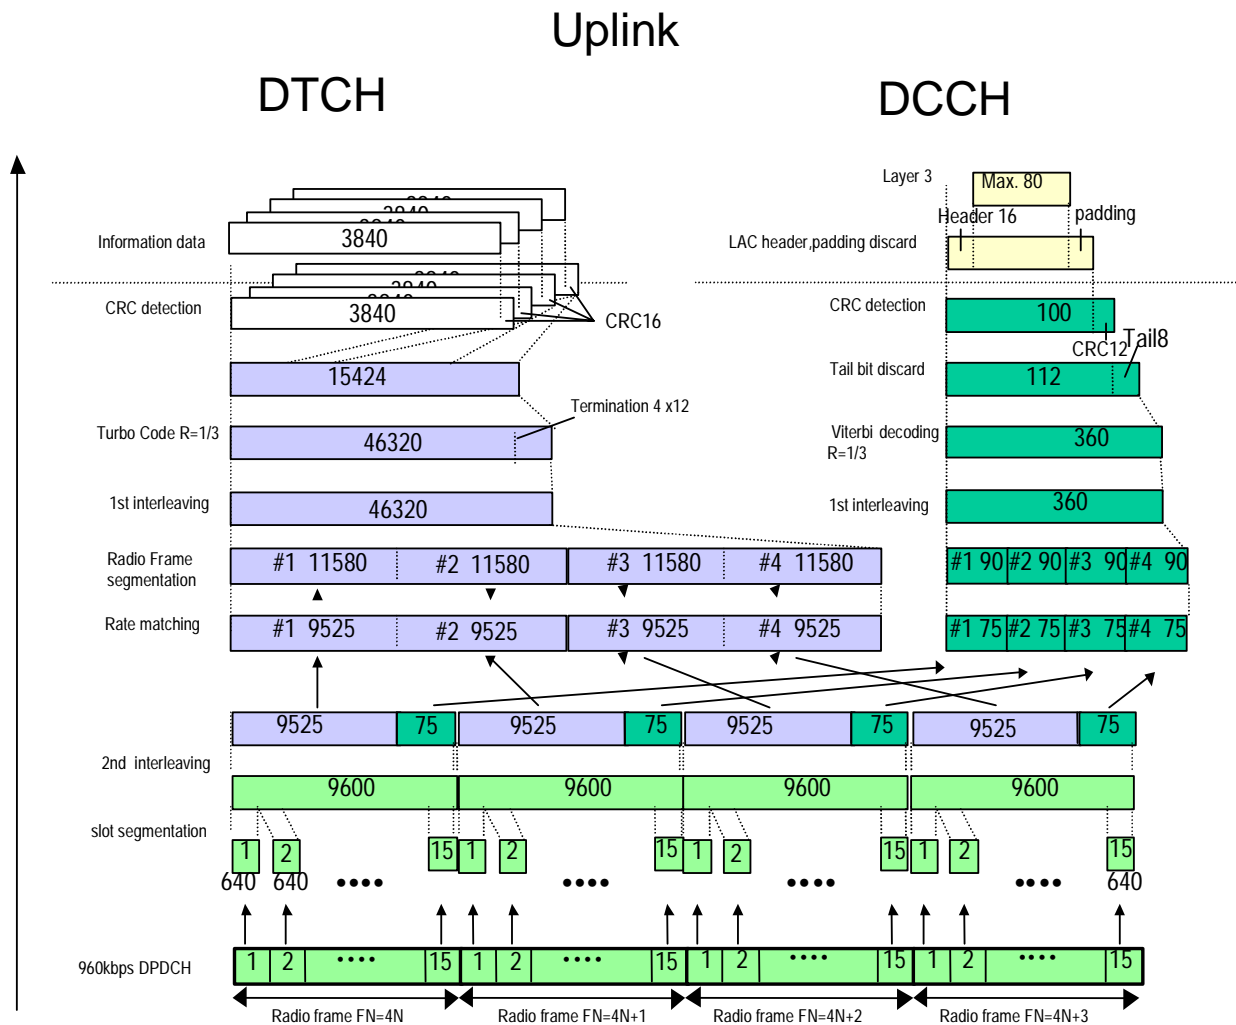 Uplink
DTCH
DCCH
Layer 3
Max. 80
Header 16
padding
3840
3840
3840
Information data
LAC header,padding discard
3840
3840
3840
CRC detection
3840
CRC16
CRC detection
100
CRC12
Tail8
15424
Tail bit discard
112
Termination 4 x12
Turbo Code R=1/3
46320
Viterbi decoding
R=1/3
360
1st interleaving
46320
1st interleaving
360
Radio Frame
segmentation
#1 11580
#2 11580
#3 11580
#4 11580
#1 90
#2 90
#3 90
#4 90
Rate matching
#1 9525
#2 9525
#3 9525
#4 9525
#1 75
#2 75
#3 75
#4 75
9525
75
9525
75
9525
75
9525
75
2nd interleaving
9600
9600
9600
9600
slot segmentation
1
2
15
1
2
15
1
2
15
1
2
15
640
640
••••
••••
••••
••••
640
960kbps DPDCH
1
2
••••
15
1
2
••••
15
1
2
••••
15
1
2
••••
15
Radio frame FN=4N
Radio frame FN=4N+1
Radio frame FN=4N+2
Radio frame FN=4N+3